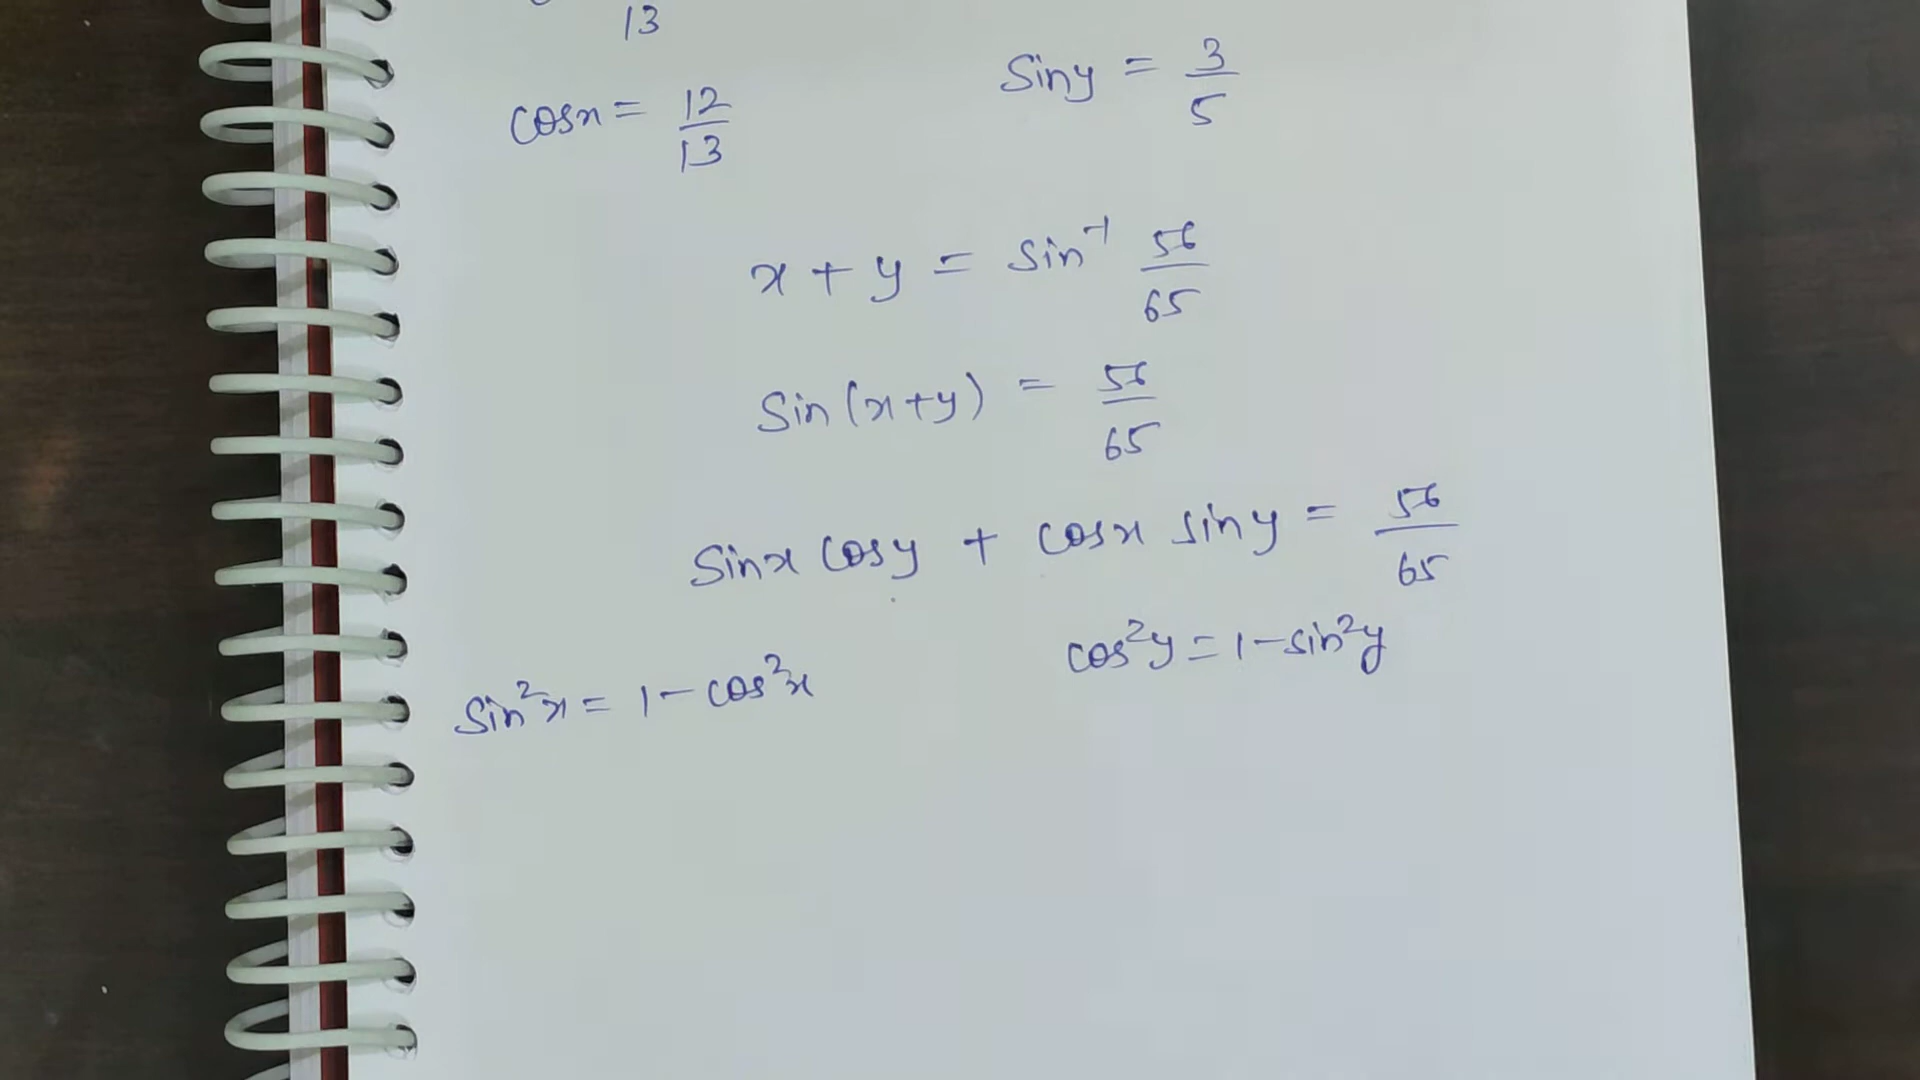 13
cosx = 12/13
Siny = 3/5
x + y = sin⁻¹ 56/65
Sin(x+y) = 56/65
Sinx cosy + cosx siny = 56/65
cos²y = 1 - sin²y
Sin²x = 1 - cos²x